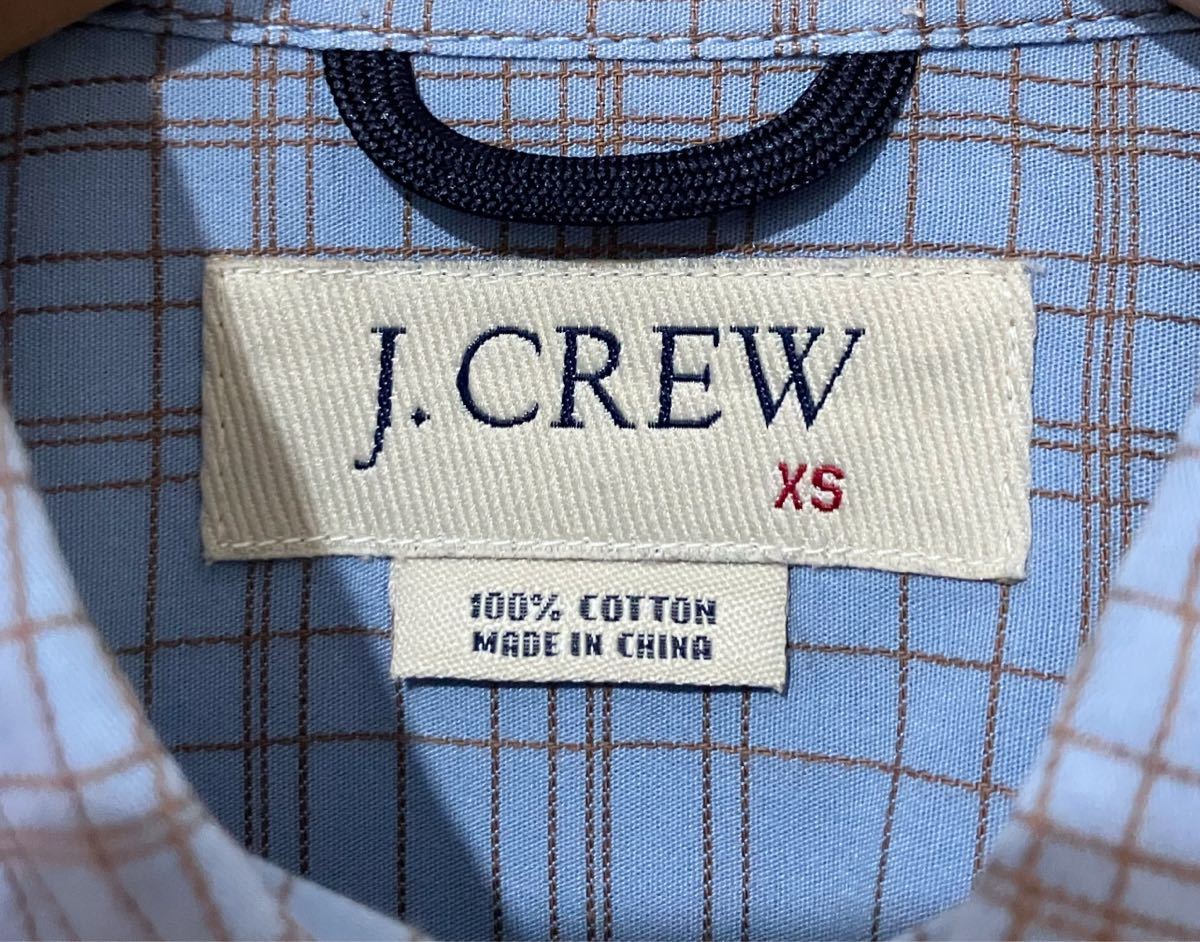 J.CREW
XS
100% COTTON
MADE IN CHINA